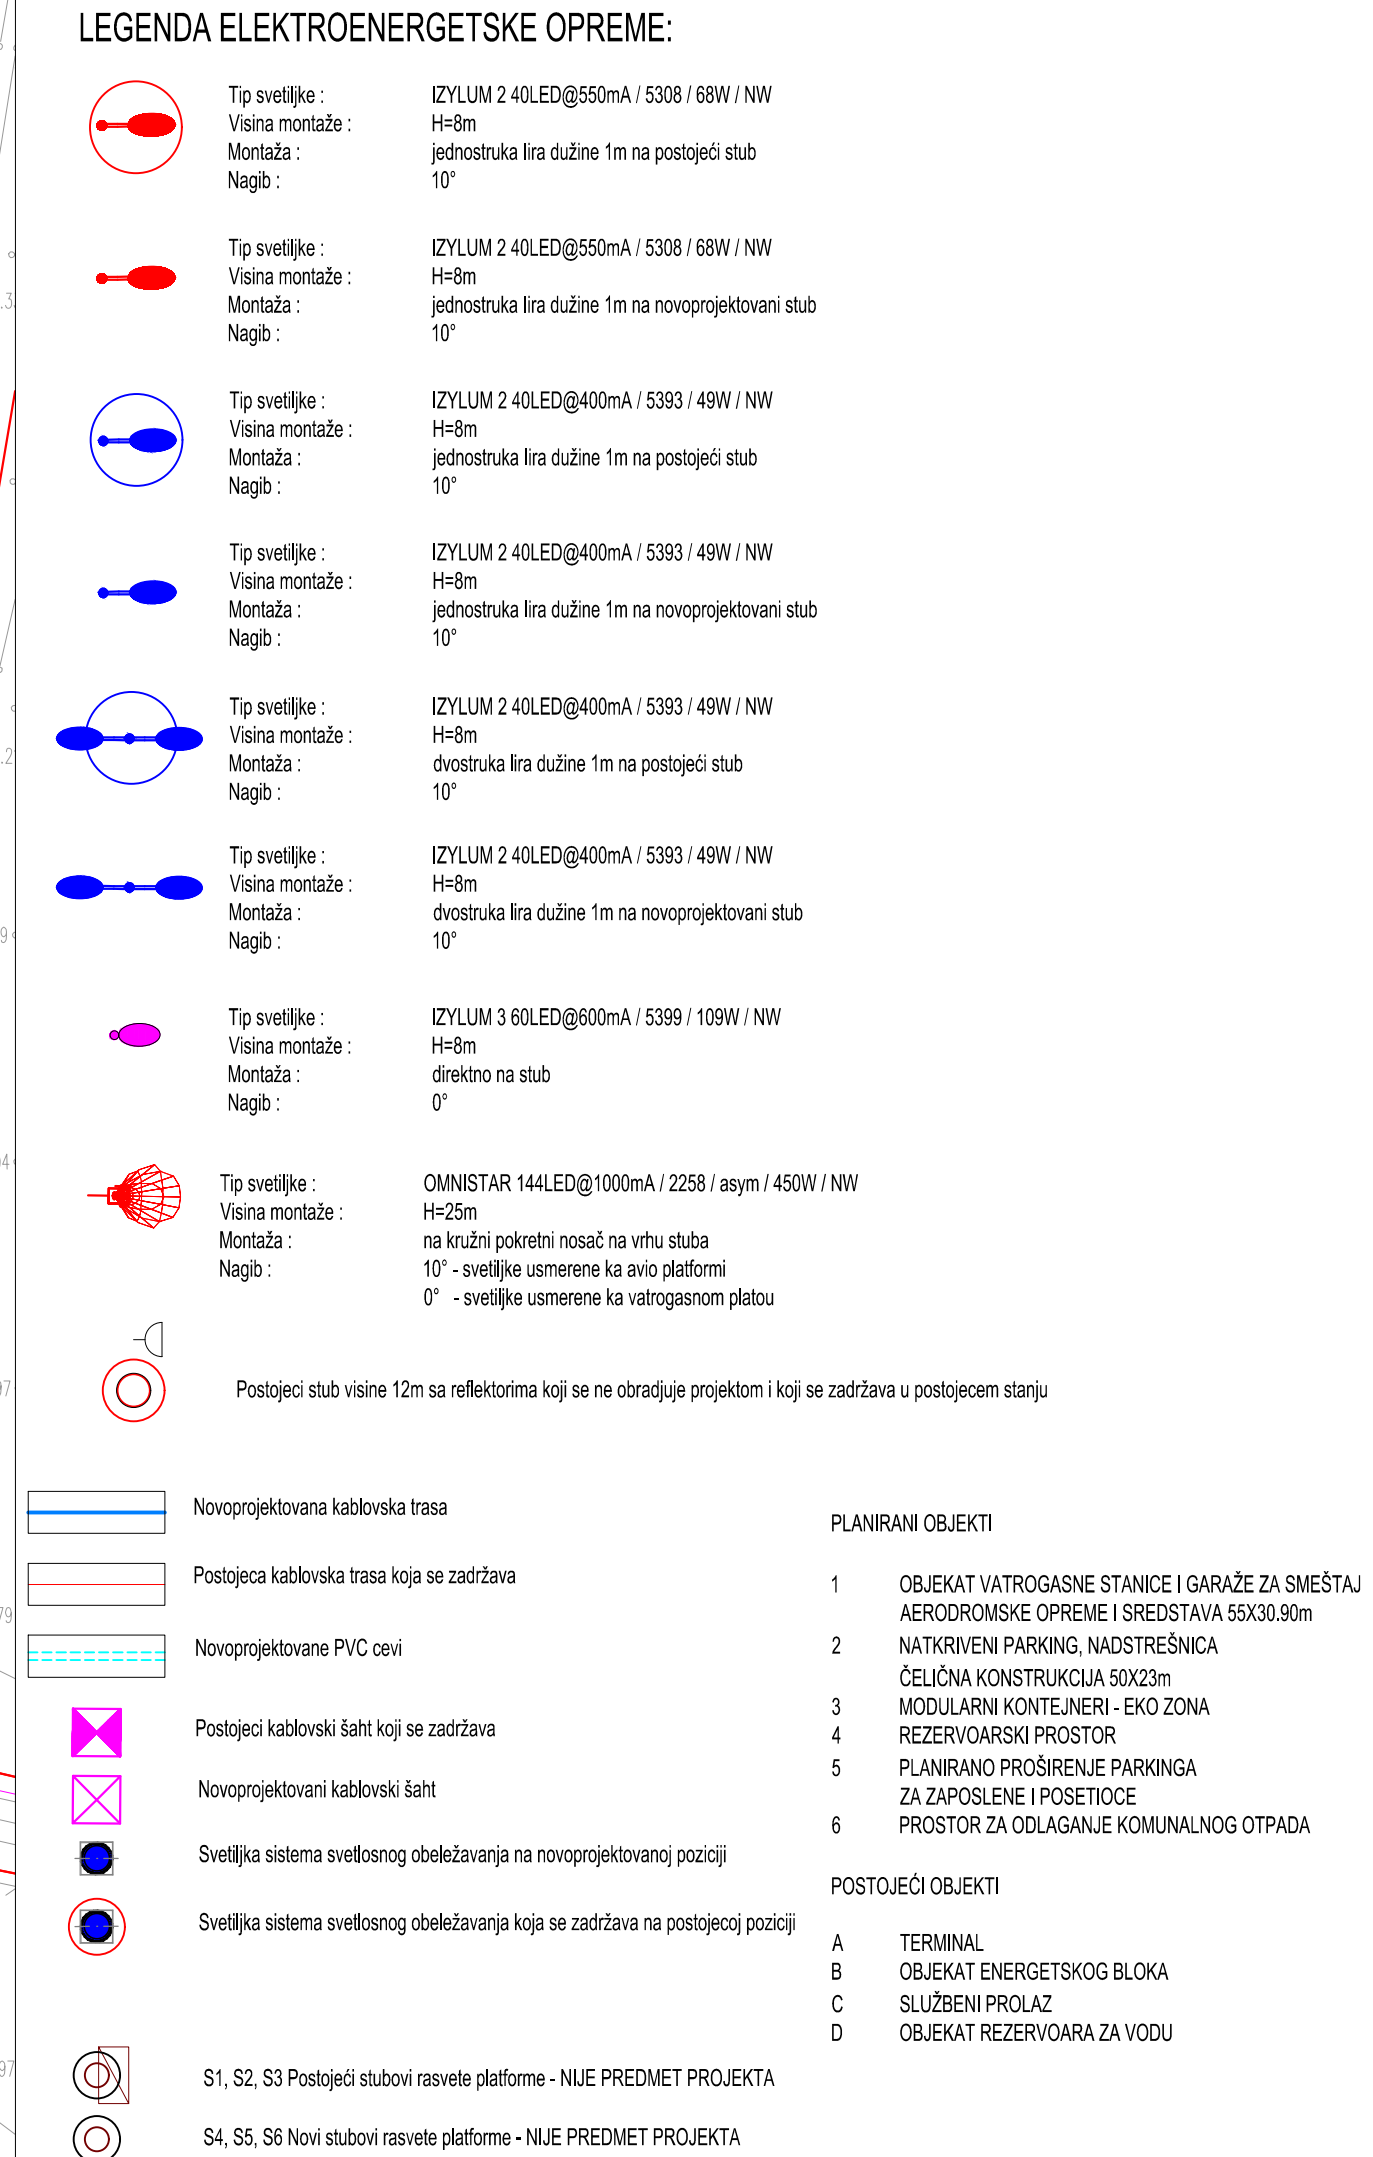 LEGENDA ELEKTROENERGETSKE OPREME:
Tip svetiljke : IZYLUM 2 40LED@550mA / 5308 / 68W / NW
Visina montaže : H=8m
Montaža : jednostruka lira dužine 1m na postojeći stub
Nagib : 10°
Tip svetiljke : IZYLUM 2 40LED@550mA / 5308 / 68W / NW
Visina montaže : H=8m
Montaža : jednostruka lira dužine 1m na novoprojektovani stub
Nagib : 10°
Tip svetiljke : IZYLUM 2 40LED@400mA / 5393 / 49W / NW
Visina montaže : H=8m
Montaža : jednostruka lira dužine 1m na postojeći stub
Nagib : 10°
Tip svetiljke : IZYLUM 2 40LED@400mA / 5393 / 49W / NW
Visina montaže : H=8m
Montaža : jednostruka lira dužine 1m na novoprojektovani stub
Nagib : 10°
Tip svetiljke : IZYLUM 2 40LED@400mA / 5393 / 49W / NW
Visina montaže : H=8m
Montaža : dvostruka lira dužine 1m na postojeći stub
Nagib : 10°
Tip svetiljke : IZYLUM 2 40LED@400mA / 5393 / 49W / NW
Visina montaže : H=8m
Montaža : dvostruka lira dužine 1m na novoprojektovani stub
Nagib : 10°
Tip svetiljke : IZYLUM 3 60LED@600mA / 5399 / 109W / NW
Visina montaže : H=8m
Montaža : direktno na stub
Nagib : 0°
Tip svetiljke : OMNISTAR 144LED@1000mA / 2258 / asym / 450W / NW
Visina montaže : H=25m
Montaža : na kružni pokretni nosač na vrhu stuba
Nagib : 10° - svetiljke usmerene ka avio platformi
0° - svetiljke usmerene ka vatrogasnom platou
Postojeci stub visine 12m sa reflektorima koji se ne obradjuje projektom i koji se zadržava u postojecem stanju
Novoprojektovana kablovska trasa
Postojeca kablovska trasa koja se zadržava
Novoprojektovane PVC cevi
Postojeci kablovski šaht koji se zadržava
Novoprojektovani kablovski šaht
Svetiljka sistema svetlosnog obeležavanja na novoprojektovanoj poziciji
Svetiljka sistema svetlosnog obeležavanja koja se zadržava na postojecoj poziciji
S1, S2, S3 Postojeći stubovi rasvete platforme - NIJE PREDMET PROJEKTA
S4, S5, S6 Novi stubovi rasvete platforme - NIJE PREDMET PROJEKTA
PLANIRANI OBJEKTI
1 OBJEKAT VATROGASNE STANICE I GARAŽE ZA SMEŠTAJ
AERODROMSKE OPREME I SREDSTAVA 55X30.90m
2 NATKRIVENI PARKING, NADSTREŠNICA
ČELIČNA KONSTRUKCIJA 50X23m
3 MODULARNI KONTEJNERI - EKO ZONA
4 REZERVOARSKI PROSTOR
5 PLANIRANO PROŠIRENJE PARKINGA
ZA ZAPOSLENE I POSETIOCE
6 PROSTOR ZA ODLAGANJE KOMUNALNOG OTPADA
POSTOJEĆI OBJEKTI
A TERMINAL
B OBJEKAT ENERGETSKOG BLOKA
C SLUŽBENI PROLAZ
D OBJEKAT REZERVOARA ZA VODU